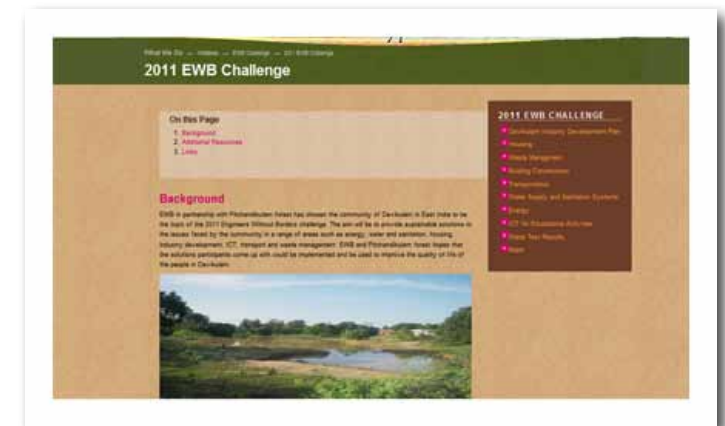 What We Do — Initiatives — EWB Challenge — 2011 EWB Challenge
2011 EWB Challenge
On this Page
1. Background
2. Additional Resources
3. Links
Background
EWB in partnership with Pitchandikulam forest has chosen the community of Devikulam in East India to be
the topic of the 2011 Engineers Without Borders challenge. The aim will be to provide sustainable solutions to
the issues faced by the community in a range of areas such as energy, water and sanitation, housing,
industry development, ICT, transport and waste management. EWB and Pitchandikulam forest hopes that
the solutions participants come up with could be implemented and be used to improve the quality of life of
the people in Devikulam.
2011 EWB CHALLENGE
Devikulam Industry Development Plan
Housing
Waste Management
Building Construction
Transportation
Water Supply and Sanitation Systems
Energy
ICT for Educational Activities
Water Test Results